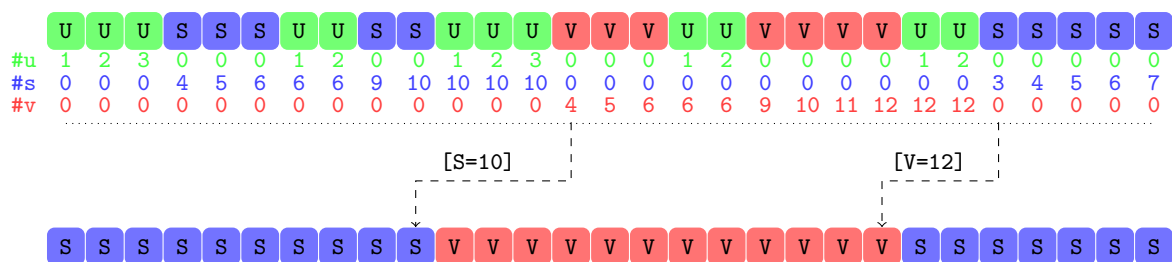 U U U S S S U U S S U U U V V V U U V V V V U U S S S S S
#u 1 2 3 0 0 0 1 2 0 0 1 2 3 0 0 0 1 2 0 0 0 0 1 2 0 0 0 0 0
#s 0 0 0 4 5 6 6 6 9 10 10 10 10 0 0 0 0 0 0 0 0 0 0 0 3 4 5 6 7
#v 0 0 0 0 0 0 0 0 0 0 0 0 0 4 5 6 6 6 9 10 11 12 12 12 0 0 0 0 0
[S=10] [V=12]
S S S S S S S S S S V V V V V V V V V V V V S S S S S S S